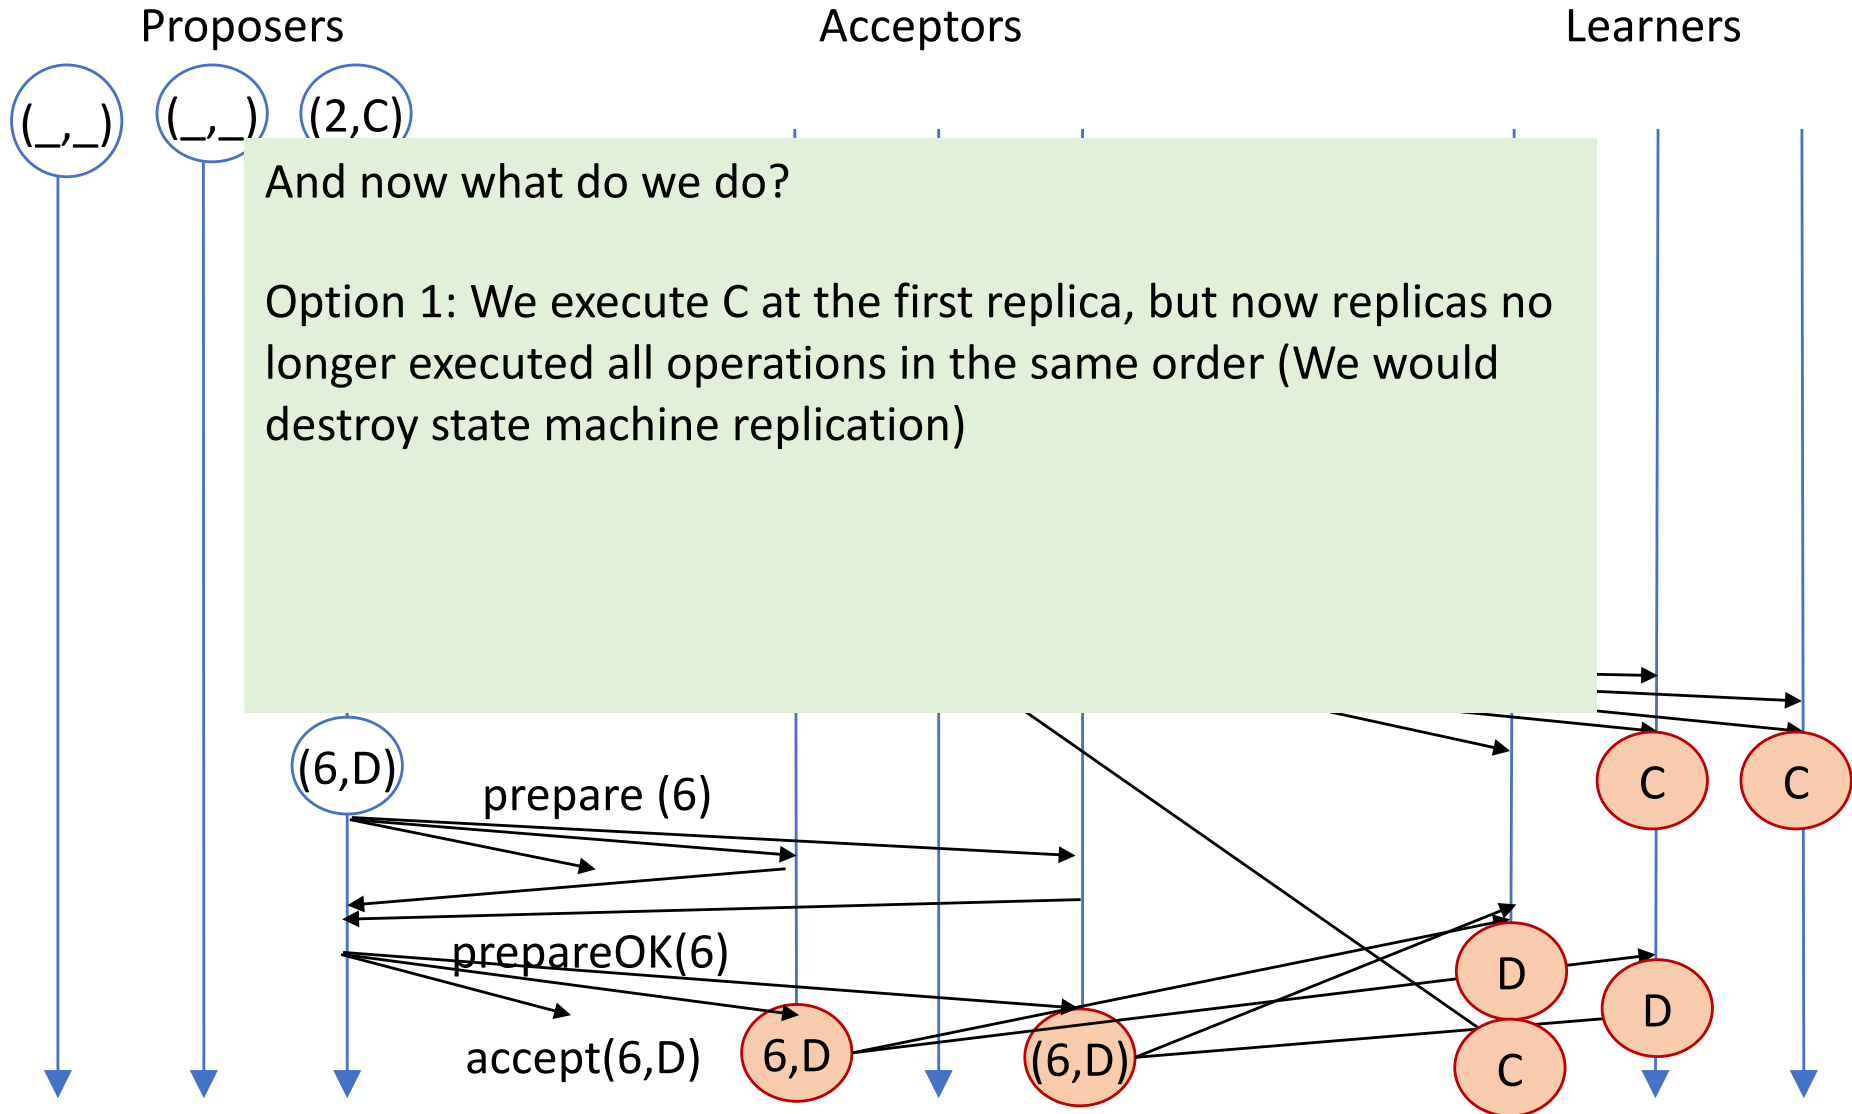 Proposers
Acceptors
Learners
(_,_)
(_,_)
(2,C)
And now what do we do?
Option 1: We execute C at the first replica, but now replicas no
longer executed all operations in the same order (We would
destroy state machine replication)
(6,D)
prepare (6)
C
C
prepareOK(6)
D
D
accept(6,D)
6,D
(6,D)
C